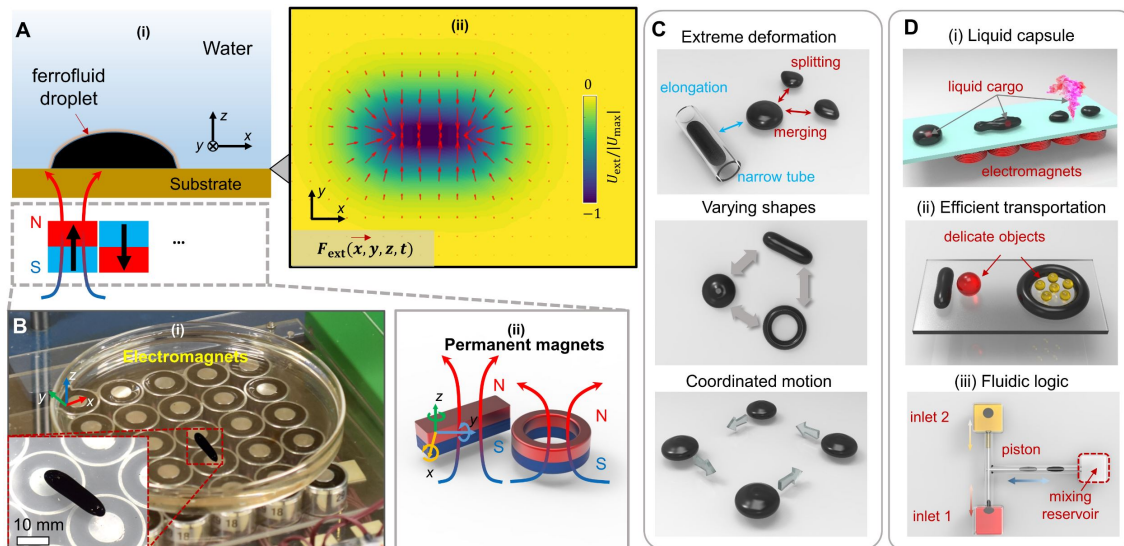 A
(i)
Water
ferrofluid
droplet
z
y
x
Substrate
N
S
...
(ii)
0
U_ext/|U_max|
−1
y
x
F_ext(x, y, z, t)
B
(i)
Electromagnets
z
y
x
18
18
10 mm
(ii)
Permanent magnets
N
N
z
y
x
S
S
C
Extreme deformation
splitting
elongation
merging
narrow tube
Varying shapes
Coordinated motion
D
(i) Liquid capsule
liquid cargo
electromagnets
(ii) Efficient transportation
delicate objects
(iii) Fluidic logic
inlet 2
piston
inlet 1
mixing
reservoir